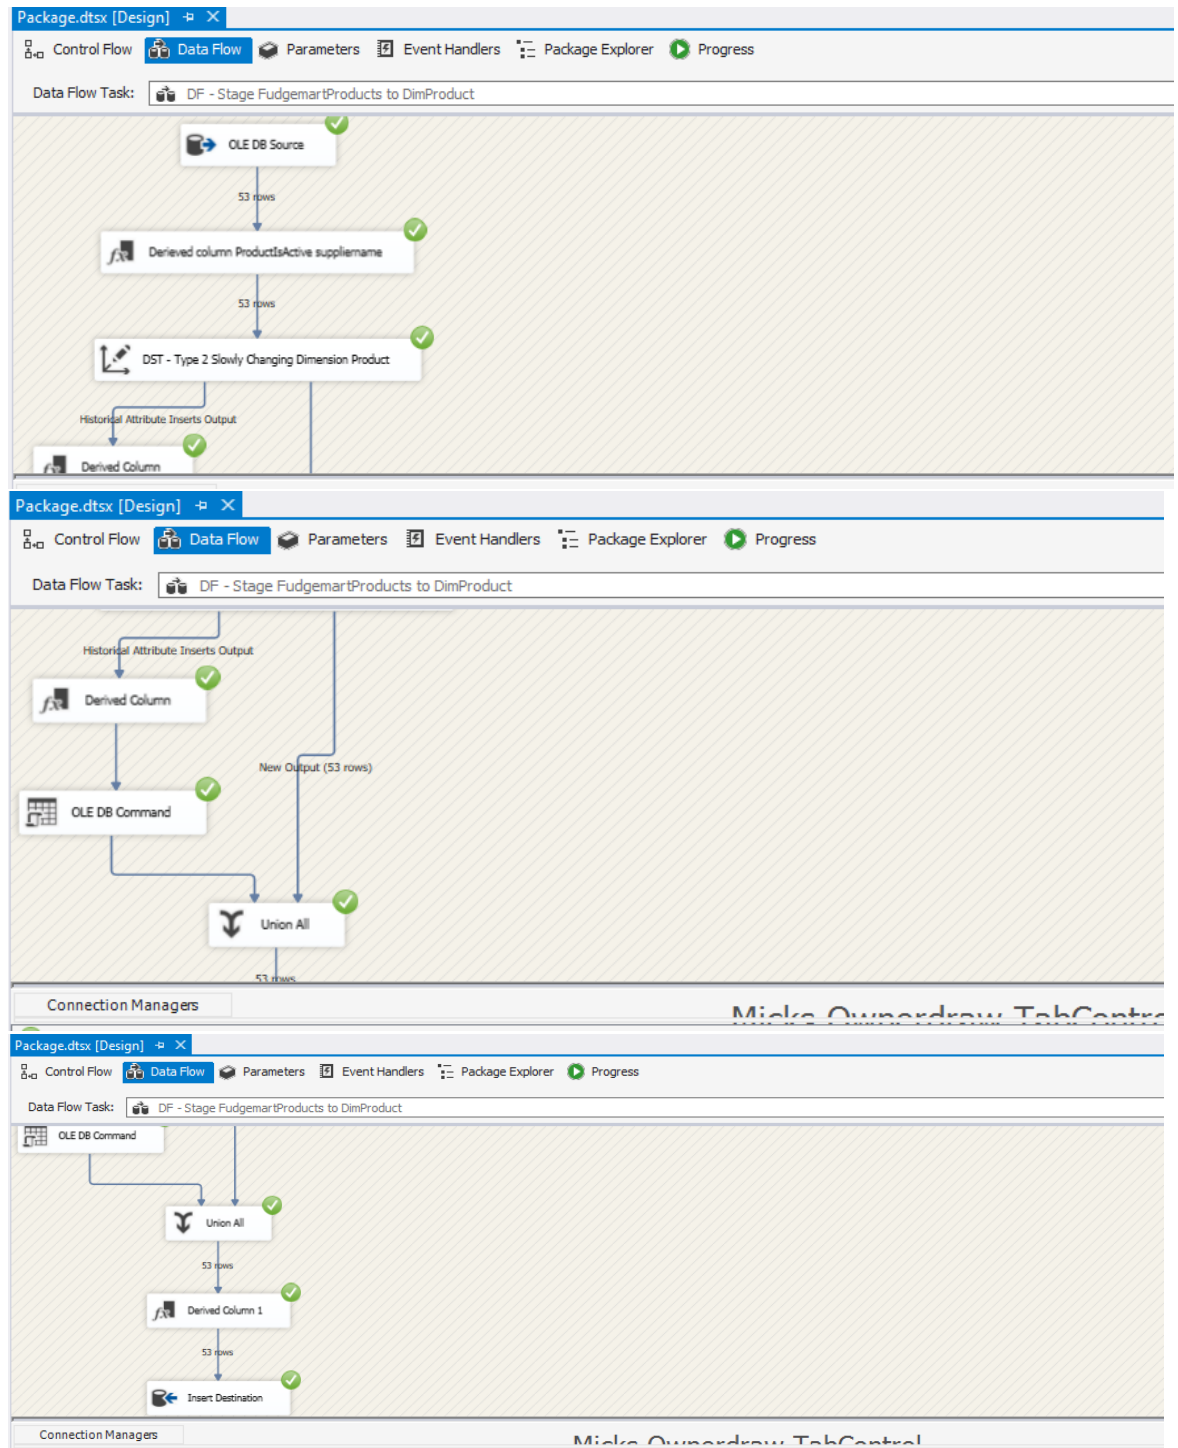 Package.dtsx [Design]
Control Flow Data Flow Parameters Event Handlers Package Explorer Progress
Data Flow Task: DF - Stage FudgemartProducts to DimProduct
OLE DB Source
53 rows
Derieved column ProductIsActive suppliername
53 rows
DST - Type 2 Slowly Changing Dimension Product
Historical Attribute Inserts Output
Derived Column
Package.dtsx [Design]
Control Flow Data Flow Parameters Event Handlers Package Explorer Progress
Data Flow Task: DF - Stage FudgemartProducts to DimProduct
Historical Attribute Inserts Output
Derived Column
New Output (53 rows)
OLE DB Command
Union All
53 rows
Connection Managers
Micks Ownerdraw TabContro
Package.dtsx [Design]
Control Flow Data Flow Parameters Event Handlers Package Explorer Progress
Data Flow Task: DF - Stage FudgemartProducts to DimProduct
OLE DB Command
Union All
53 rows
Derived Column 1
53 rows
Insert Destination
Connection Managers
Micks Ownerdraw TabControl